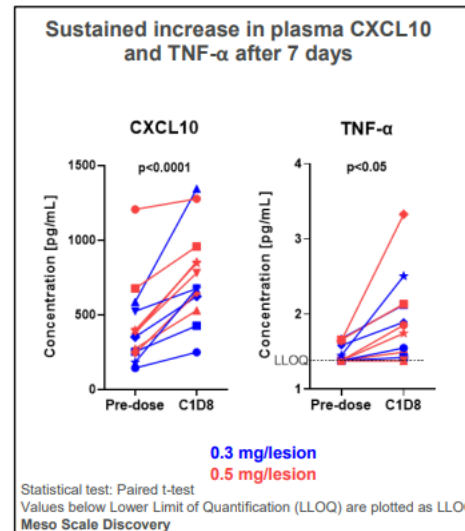 Sustained increase in plasma CXCL10
and TNF-α after 7 days
CXCL10
p<0.0001
Concentration [pg/mL]
1500
1000
500
0
Pre-dose C1D8
TNF-α
p<0.05
Concentration [pg/mL]
4
3
2
LLOQ
1
Pre-dose C1D8
0.3 mg/lesion
0.5 mg/lesion
Statistical test: Paired t-test
Values below Lower Limit of Quantification (LLOQ) are plotted as LLO
Meso Scale Discovery